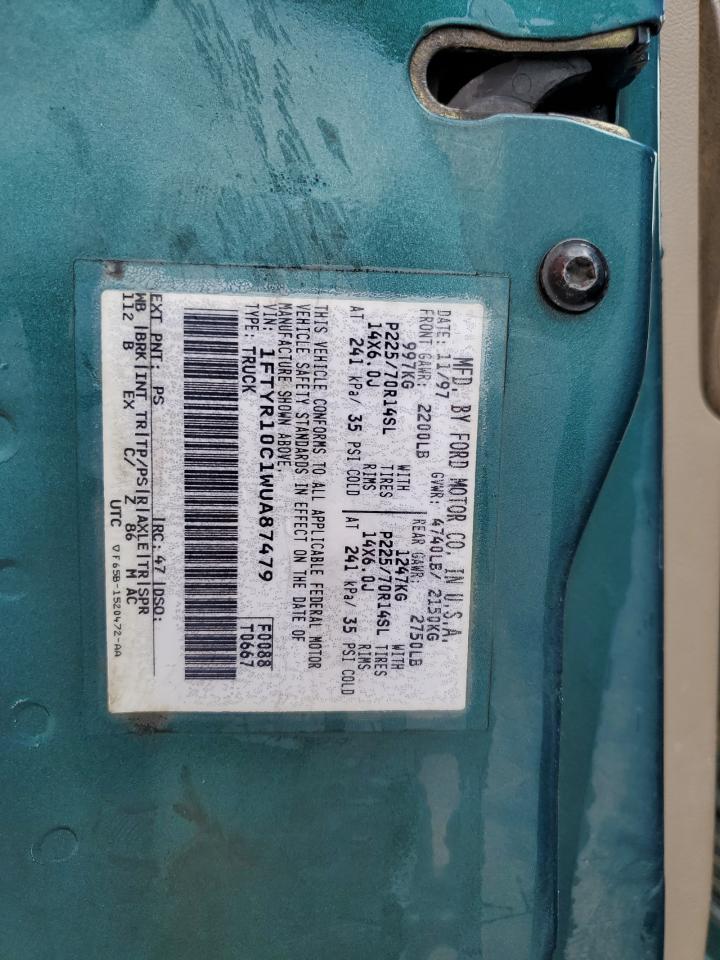 MFD. BY FORD MOTOR CO. IN U.S.A.
DATE: 11/97 GVWR: 4740LB/ 2150KG
FRONT GAWR: 2200LB REAR GAWR: 2750LB
997KG WITH 1247KG WITH
P225/70R14SL TIRES P225/70R14SL TIRES
14X6.0J RIMS 14X6.0J RIMS
AT 241 kPa/ 35 PSI COLD AT 241 kPa/ 35 PSI COLD
THIS VEHICLE CONFORMS TO ALL APPLICABLE FEDERAL MOTOR
VEHICLE SAFETY STANDARDS IN EFFECT ON THE DATE OF
MANUFACTURE SHOWN ABOVE.
VIN: 1FTYR10C1WUA87479 F0088
TYPE: TRUCK T0667
EXT PNT: PS RC: 47 DSO:
WB BRK INT TR TP/PS R AXLE TR SPR
112 B EX C/ Z 86 M AC
UTC ▽F65B-1520472-AA